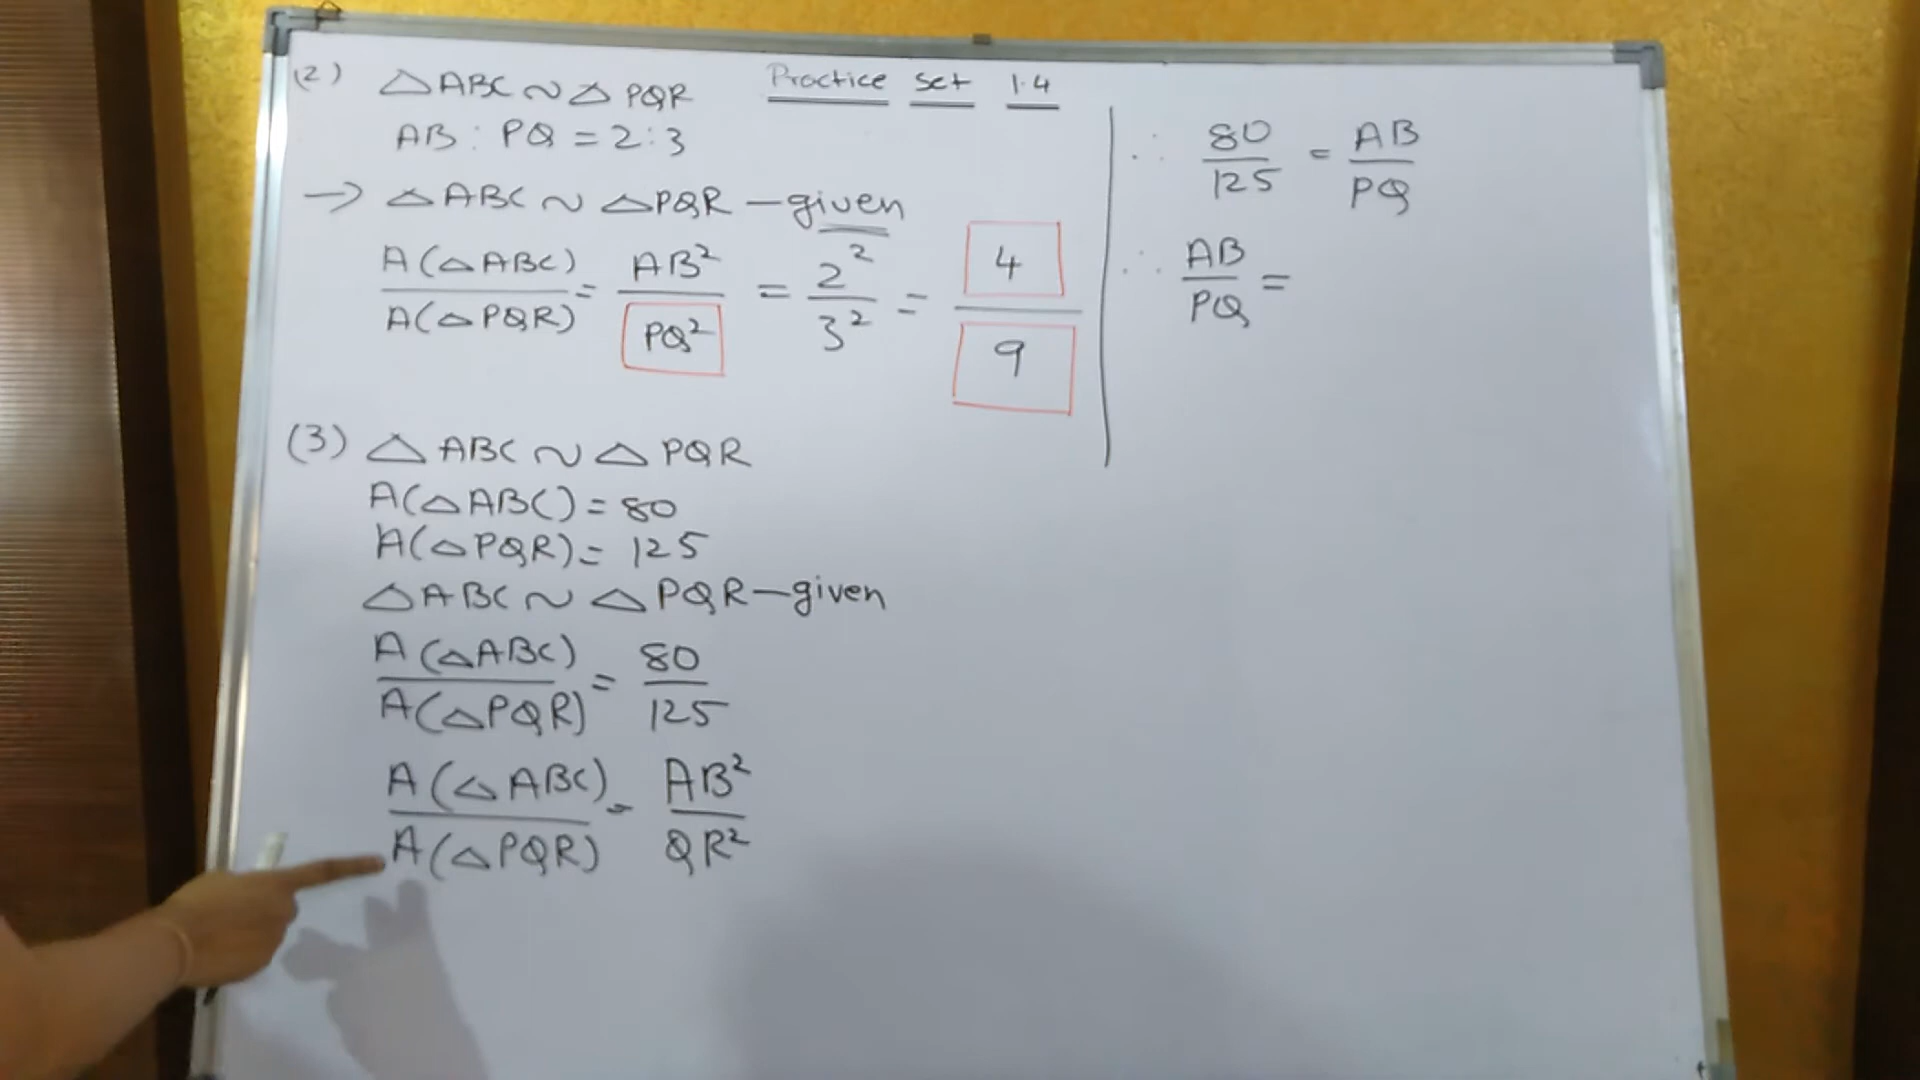 (2) △ABC ~ △PQR
Practice Set 1.4
AB : PQ = 2:3
→ △ABC ~ △PQR – given
A(△ABC)/A(△PQR) = AB²/PQ² = 2²/3² = 4/9
(3) △ABC ~ △PQR
A(△ABC) = 80
A(△PQR) = 125
△ABC ~ △PQR – given
A(△ABC)/A(△PQR) = 80/125
A(△ABC)/A(△PQR) = AB²/QR²
∴ 80/125 = AB/PQ
∴ AB/PQ =